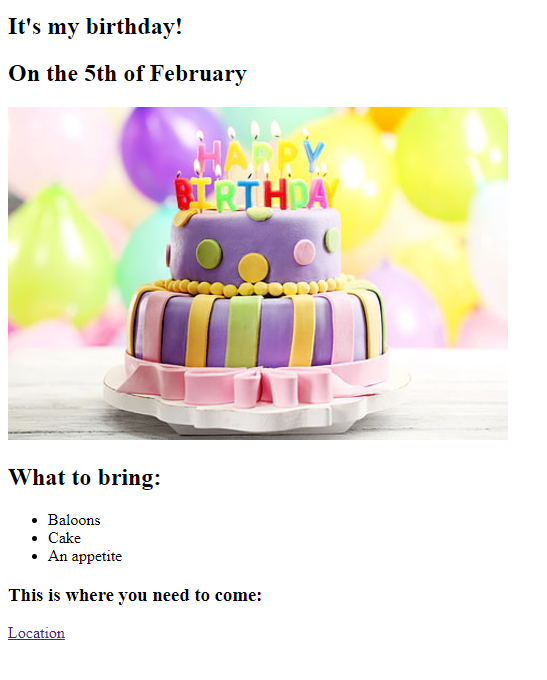 It's my birthday!
On the 5th of February
HAPPY
BIRTHDAY
What to bring:
Baloons
Cake
An appetite
This is where you need to come:
Location